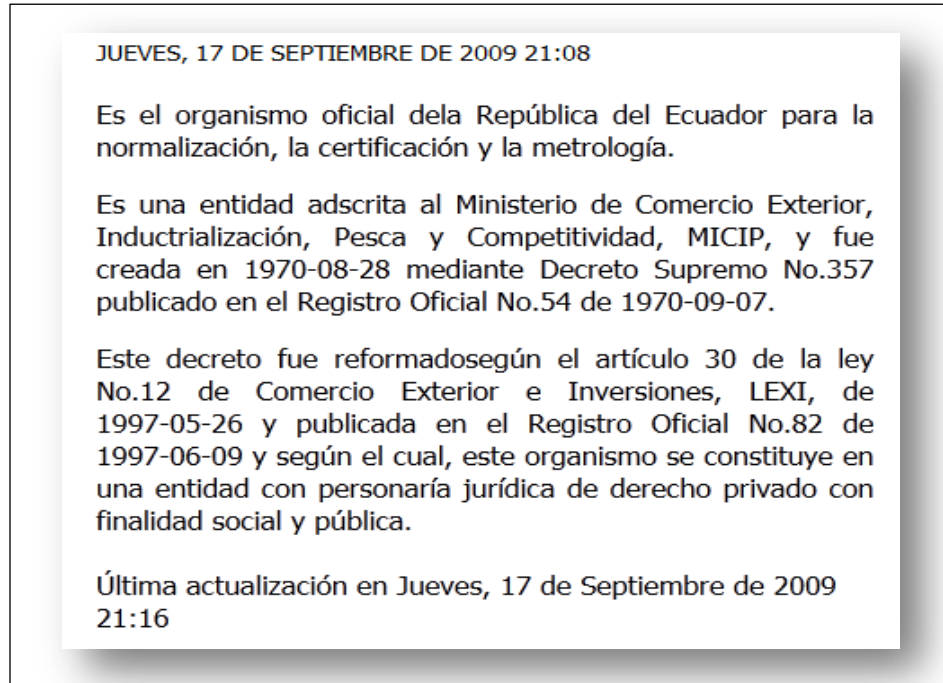 JUEVES, 17 DE SEPTIEMBRE DE 2009 21:08
Es el organismo oficial dela República del Ecuador para la
normalización, la certificación y la metrología.
Es una entidad adscrita al Ministerio de Comercio Exterior,
Inductrialización, Pesca y Competitividad, MICIP, y fue
creada en 1970-08-28 mediante Decreto Supremo No.357
publicado en el Registro Oficial No.54 de 1970-09-07.
Este decreto fue reformadosegún el artículo 30 de la ley
No.12 de Comercio Exterior e Inversiones, LEXI, de
1997-05-26 y publicada en el Registro Oficial No.82 de
1997-06-09 y según el cual, este organismo se constituye en
una entidad con personaría jurídica de derecho privado con
finalidad social y pública.
Última actualización en Jueves, 17 de Septiembre de 2009
21:16